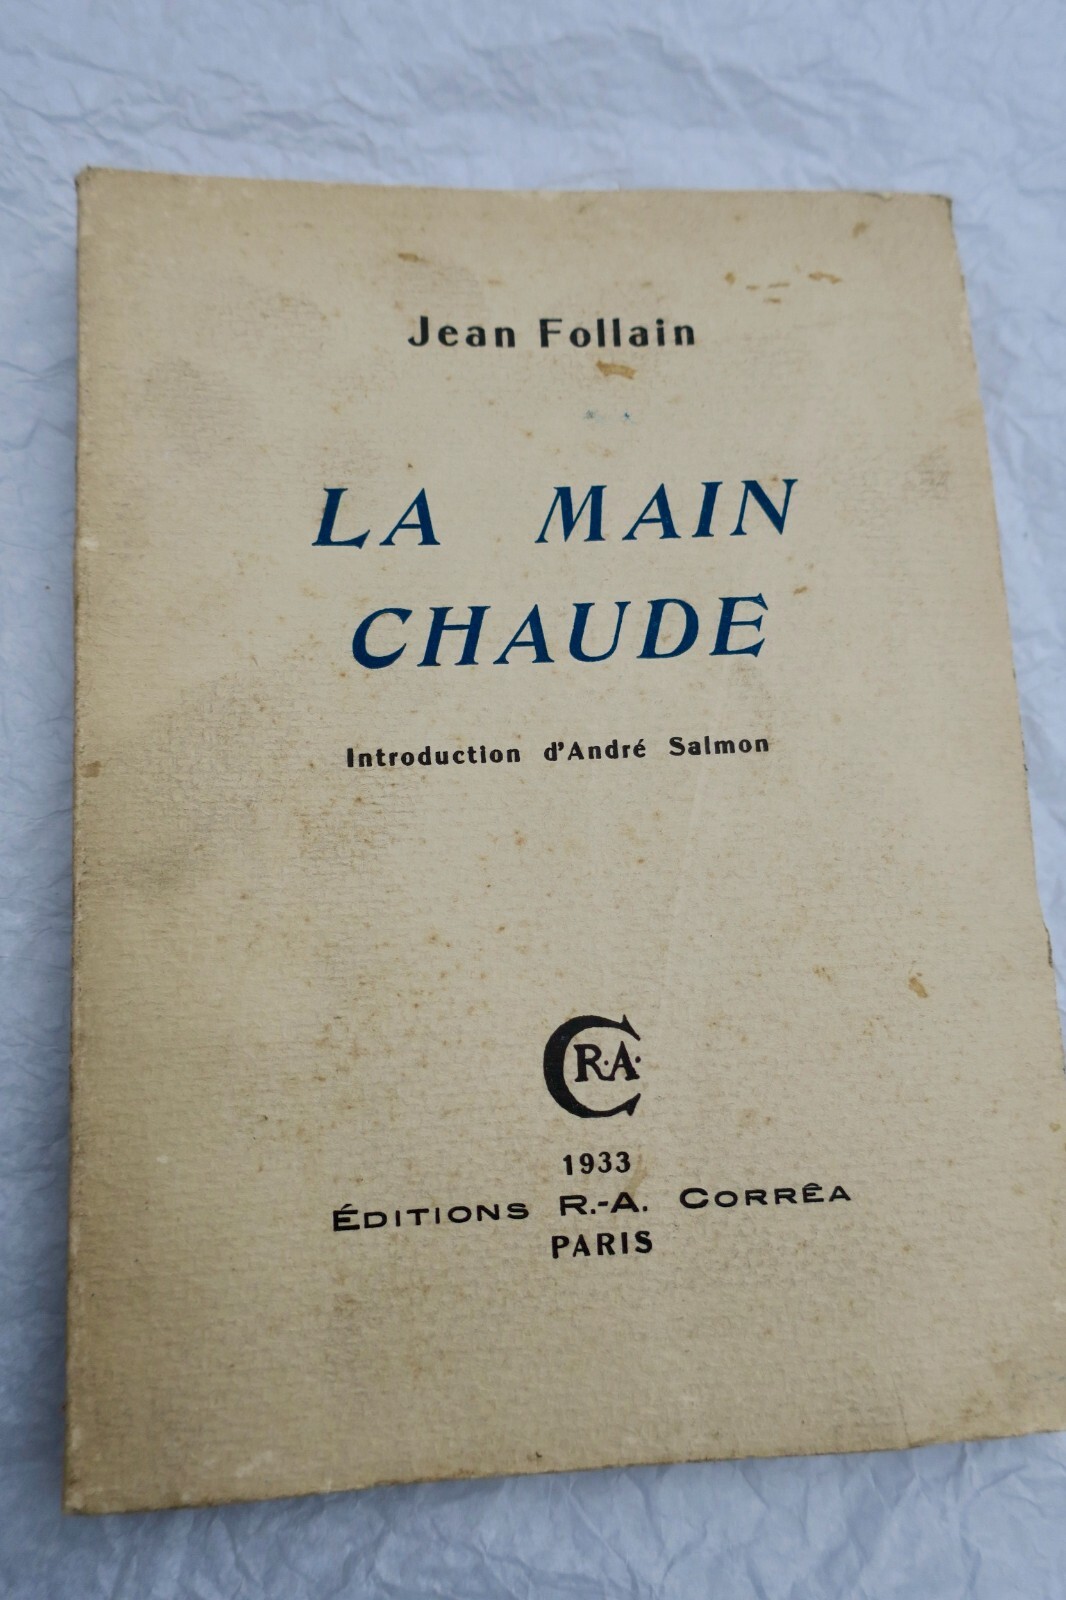 Jean Follain
LA MAIN
CHAUDE
Introduction d'André Salmon
C R.A.
1933
ÉDITIONS R.-A. CORRÊA
PARIS